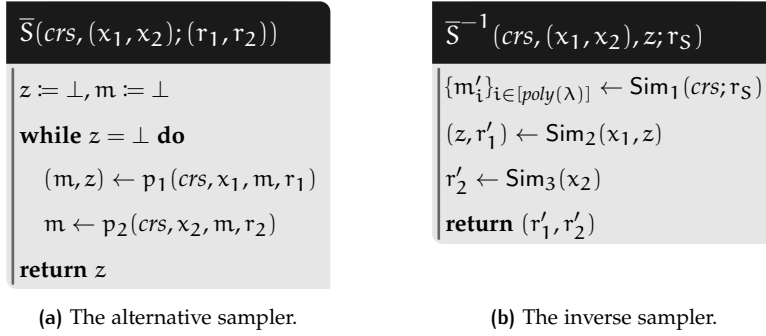 S̅(crs, (x₁, x₂); (r₁, r₂))
z ≔ ⊥, m ≔ ⊥
while z = ⊥ do
(m, z) ← p₁(crs, x₁, m, r₁)
m ← p₂(crs, x₂, m, r₂)
return z
(a) The alternative sampler.
S̅⁻¹(crs, (x₁, x₂), z; r_S)
{m′ᵢ}_{i∈[poly(λ)]} ← Sim₁(crs; r_S)
(z, r′₁) ← Sim₂(x₁, z)
r′₂ ← Sim₃(x₂)
return (r′₁, r′₂)
(b) The inverse sampler.